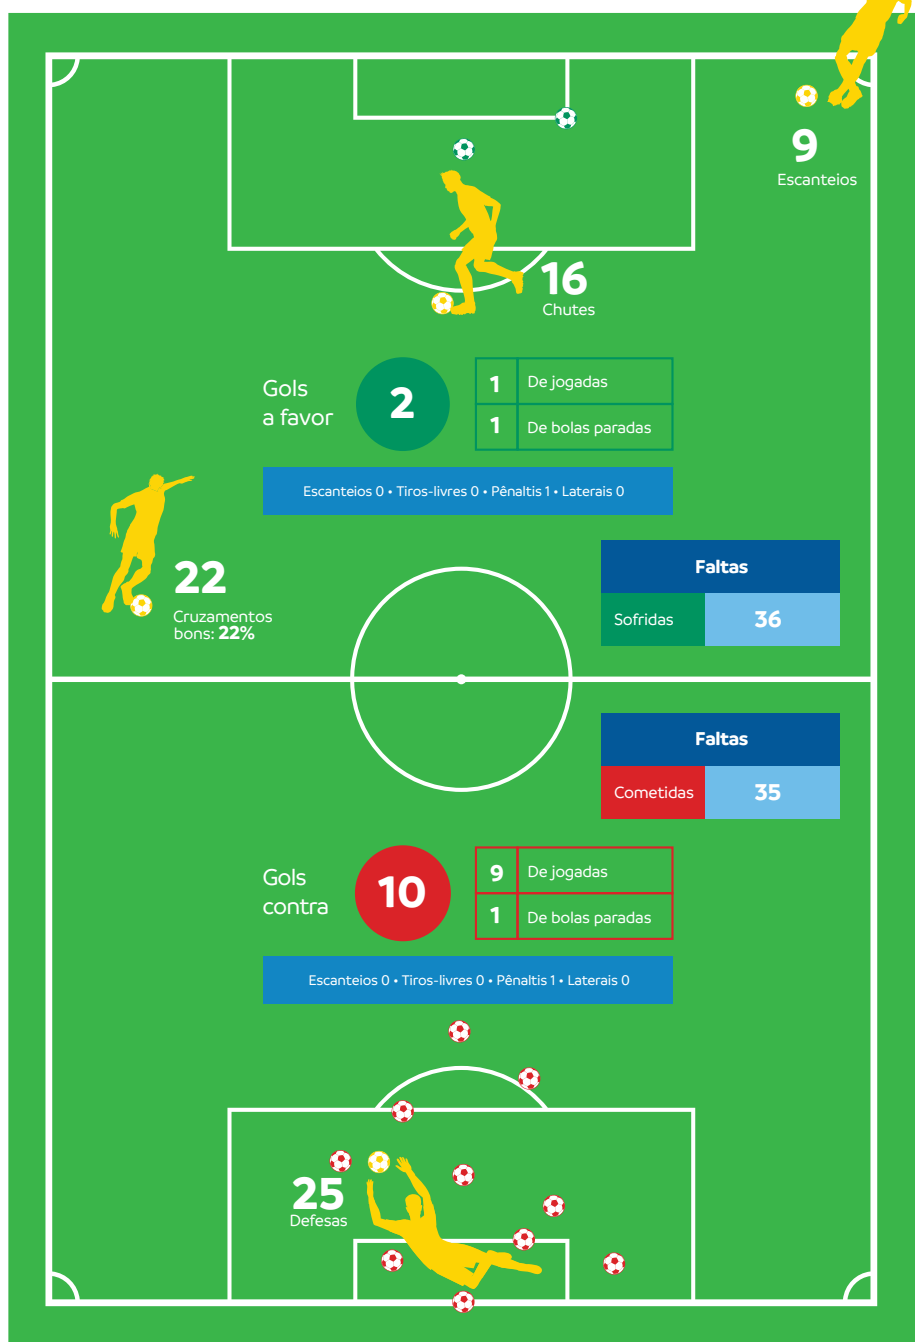 9
Escanteios
16
Chutes
Gols
a favor
2
1 De jogadas
1 De bolas paradas
Escanteios 0 • Tiros-livres 0 • Pênaltis 1 • Laterais 0
22
Cruzamentos
bons: 22%
Faltas
Sofridas 36
Faltas
Cometidas 35
Gols
contra
10
9 De jogadas
1 De bolas paradas
Escanteios 0 • Tiros-livres 0 • Pênaltis 1 • Laterais 0
25
Defesas